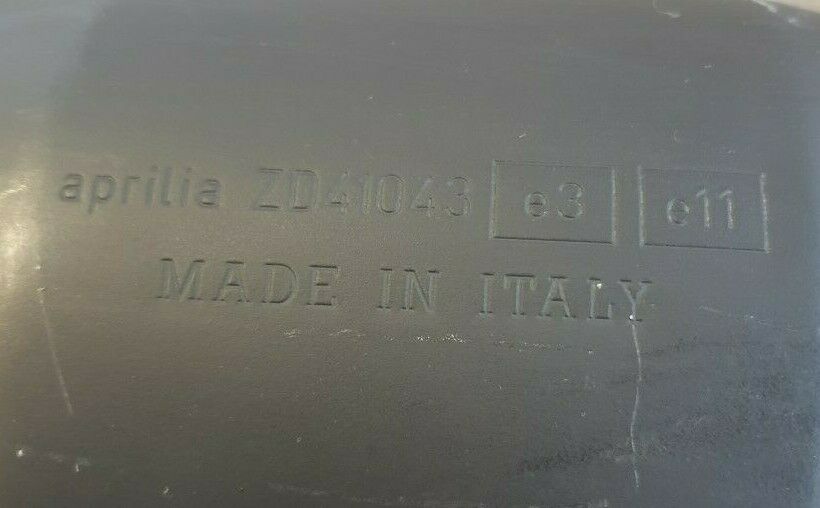 aprilia ZD41043 e3 e11
MADE IN ITALY